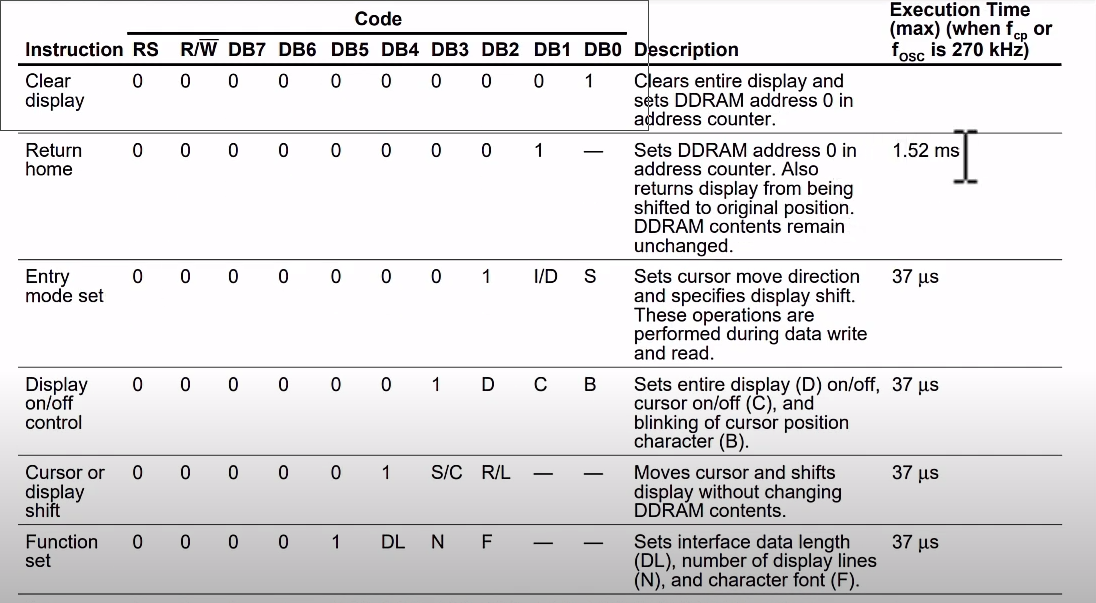 Code
Execution Time
(max) (when fcp or
fOSC is 270 kHz)
Instruction RS R/W̅ DB7 DB6 DB5 DB4 DB3 DB2 DB1 DB0 Description
Clear 0 0 0 0 0 0 0 0 0 1 Clears entire display and
display sets DDRAM address 0 in
address counter.
Return 0 0 0 0 0 0 0 0 1 — Sets DDRAM address 0 in 1.52 ms
home address counter. Also
returns display from being
shifted to original position.
DDRAM contents remain
unchanged.
Entry 0 0 0 0 0 0 0 1 I/D S Sets cursor move direction 37 μs
mode set and specifies display shift.
These operations are
performed during data write
and read.
Display 0 0 0 0 0 0 1 D C B Sets entire display (D) on/off, 37 μs
on/off cursor on/off (C), and
control blinking of cursor position
character (B).
Cursor or 0 0 0 0 0 1 S/C R/L — — Moves cursor and shifts 37 μs
display display without changing
shift DDRAM contents.
Function 0 0 0 0 1 DL N F — — Sets interface data length 37 μs
set (DL), number of display lines
(N), and character font (F).